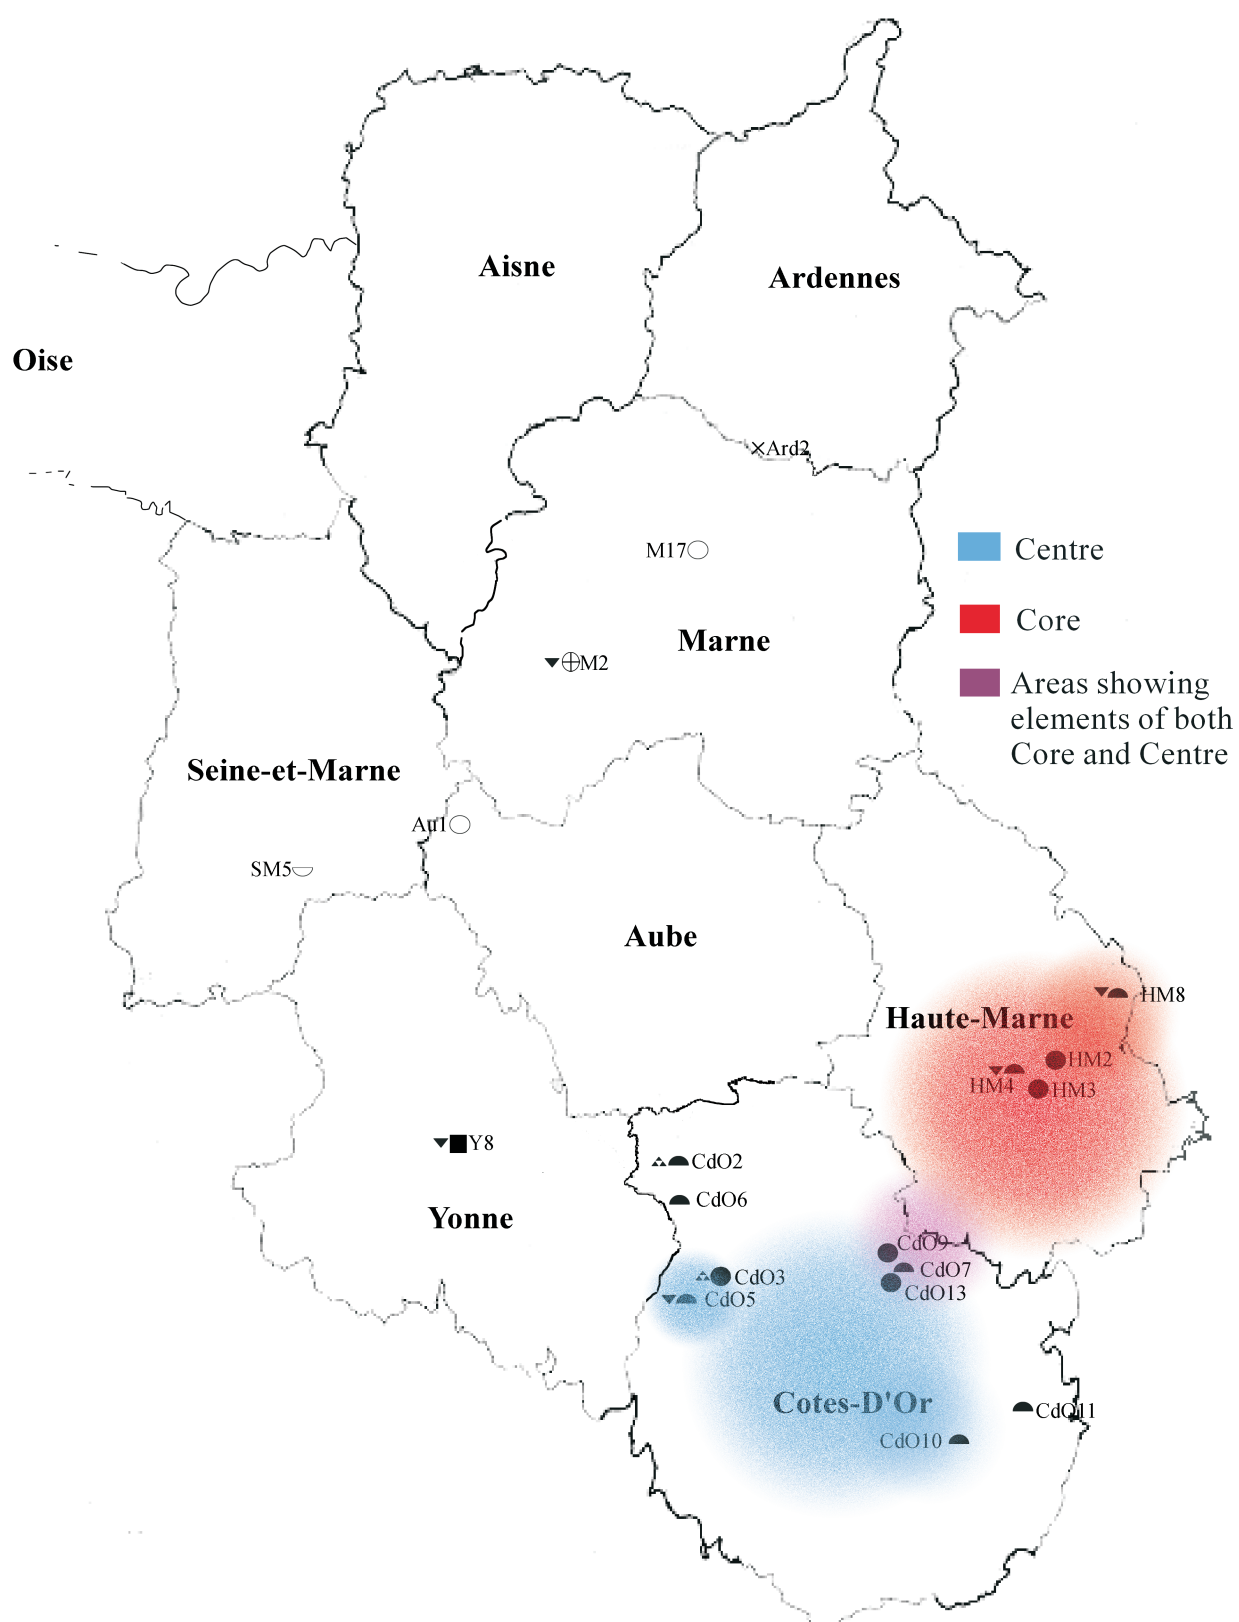 Aisne
Ardennes
Oise
Ard2
M17
Centre
Core
Marne
M2
Areas showing
elements of both
Core and Centre
Seine-et-Marne
Au1
SM5
Aube
HM8
Haute-Marne
HM2
HM4
HM3
Y8
CdO2
CdO6
Yonne
CdO9
CdO7
CdO3
CdO13
CdO5
Cotes-D'Or
CdO11
CdO10